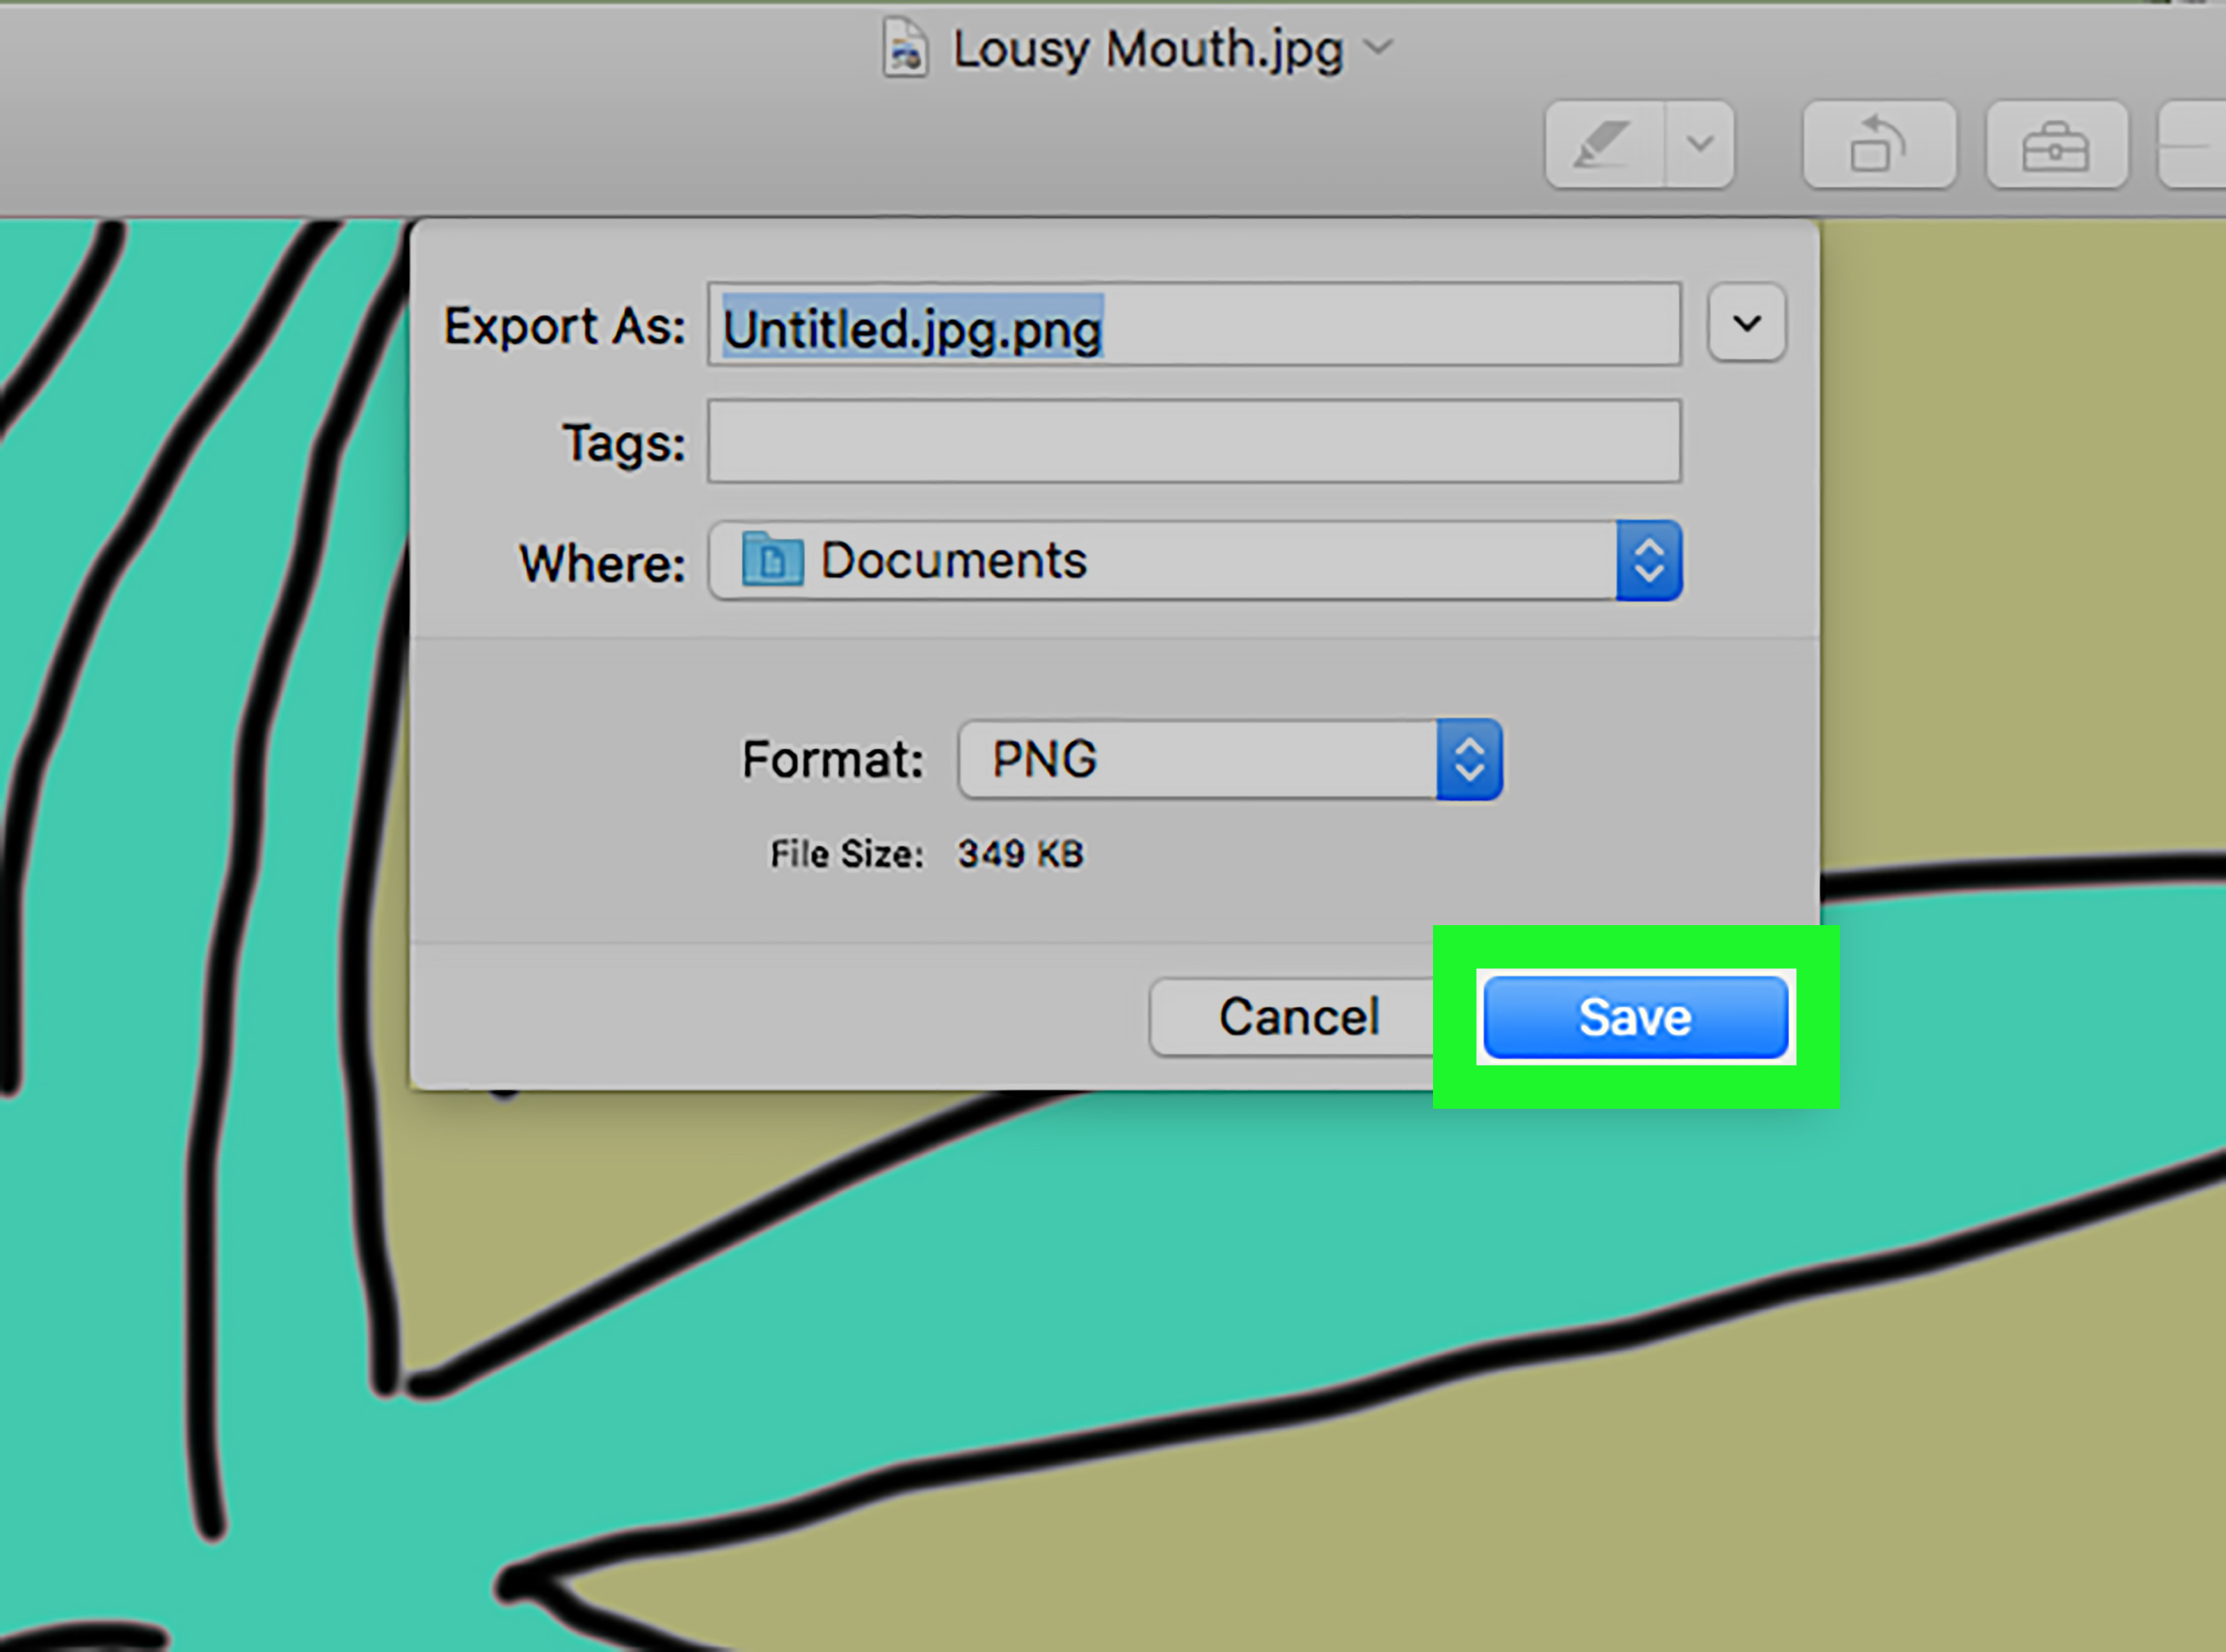 Lousy Mouth.jpg
Export As: Untitled.jpg.png
Tags:
Where: Documents
Format: PNG
File Size: 349 KB
Cancel Save